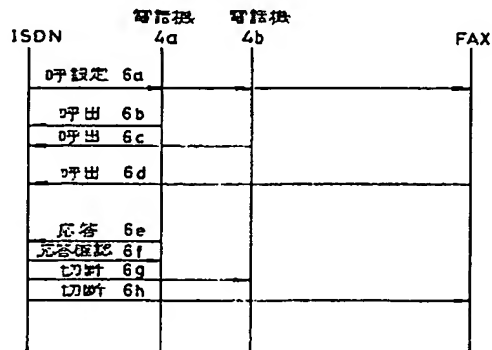 電話機 電話機
ISDN 4a 4b FAX
呼設定 6a
呼出 6b
呼出 6c
呼出 6d
応答 6e
応答確認 6f
切断 6g
切断 6h